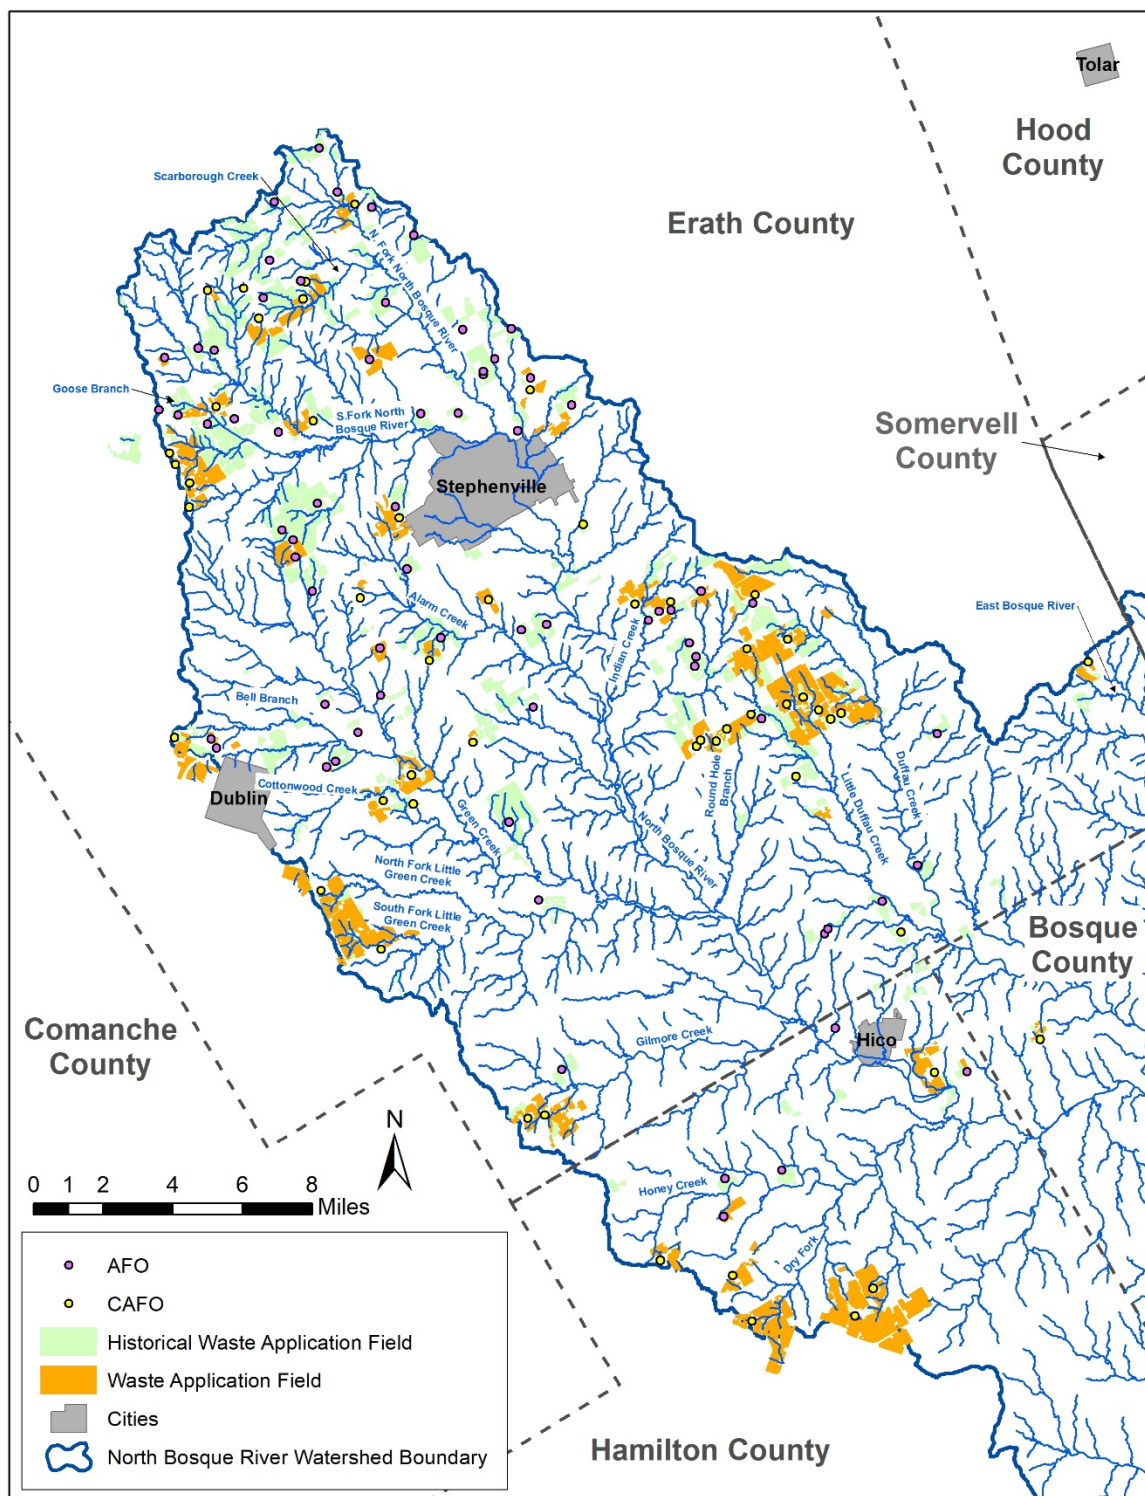 Tolar
Hood
County
Scarborough Creek
Erath County
N. Fork North Bosque River
Goose Branch
S.Fork North
Bosque River
Somervell
County
Stephenville
East Bosque River
Alarm Creek
Indian Creek
Bell Branch
Dublin
Cottonwood Creek
Green Creek
Round Hole
Branch
Duffau Creek
Little Duffau Creek
North Bosque River
North Fork Little
Green Creek
South Fork Little
Green Creek
Bosque
County
Comanche
County
Gilmore Creek
Hico
N
0 1 2 4 6 8
Miles
Honey Creek
Dry Fork
AFO
CAFO
Historical Waste Application Field
Waste Application Field
Cities
North Bosque River Watershed Boundary
Hamilton County